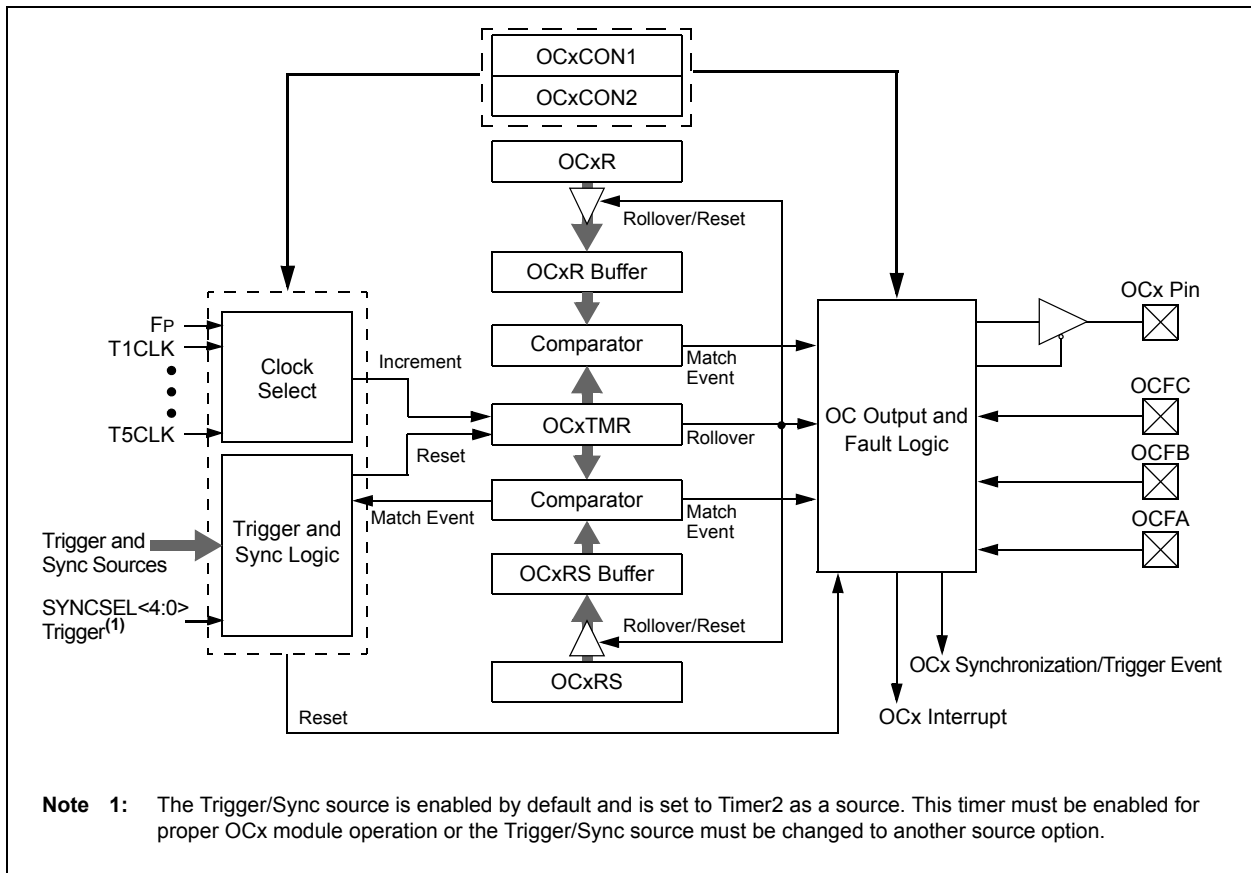 OCxCON1
OCxCON2
OCxR
Rollover/Reset
OCxR Buffer
OCx Pin
FP
T1CLK
T5CLK
Clock
Select
Increment
Comparator
Match
Event
OCFC
OCxTMR
Rollover
Reset
OC Output and
Fault Logic
OCFB
Trigger and
Sync Logic
Match Event
Comparator
Match
Event
OCFA
Trigger and
Sync Sources
OCxRS Buffer
SYNCSEL<4:0>
Trigger(1)
Rollover/Reset
OCxRS
OCx Synchronization/Trigger Event
Reset
OCx Interrupt
Note 1: The Trigger/Sync source is enabled by default and is set to Timer2 as a source. This timer must be enabled for
proper OCx module operation or the Trigger/Sync source must be changed to another source option.